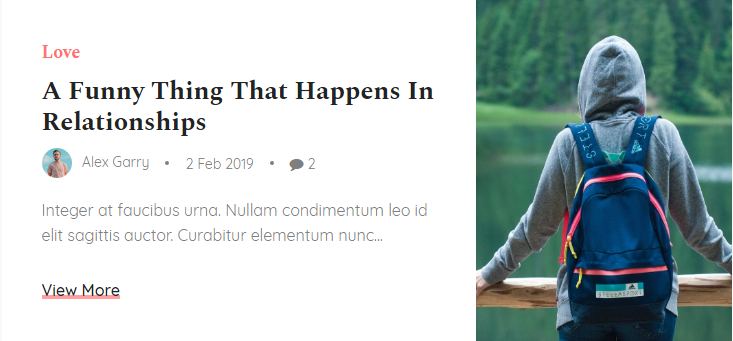 Love
A Funny Thing That Happens In
Relationships
Alex Garry • 2 Feb 2019 • 2
Integer at faucibus urna. Nullam condimentum leo id
elit sagittis auctor. Curabitur elementum nunc...
View More